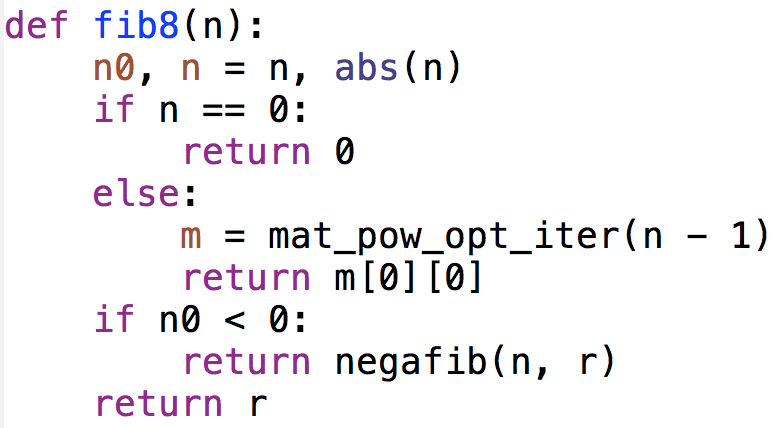 def fib8(n):
    n0, n = n, abs(n)
    if n == 0:
        return 0
    else:
        m = mat_pow_opt_iter(n - 1)
        return m[0][0]
    if n0 < 0:
        return negafib(n, r)
    return r